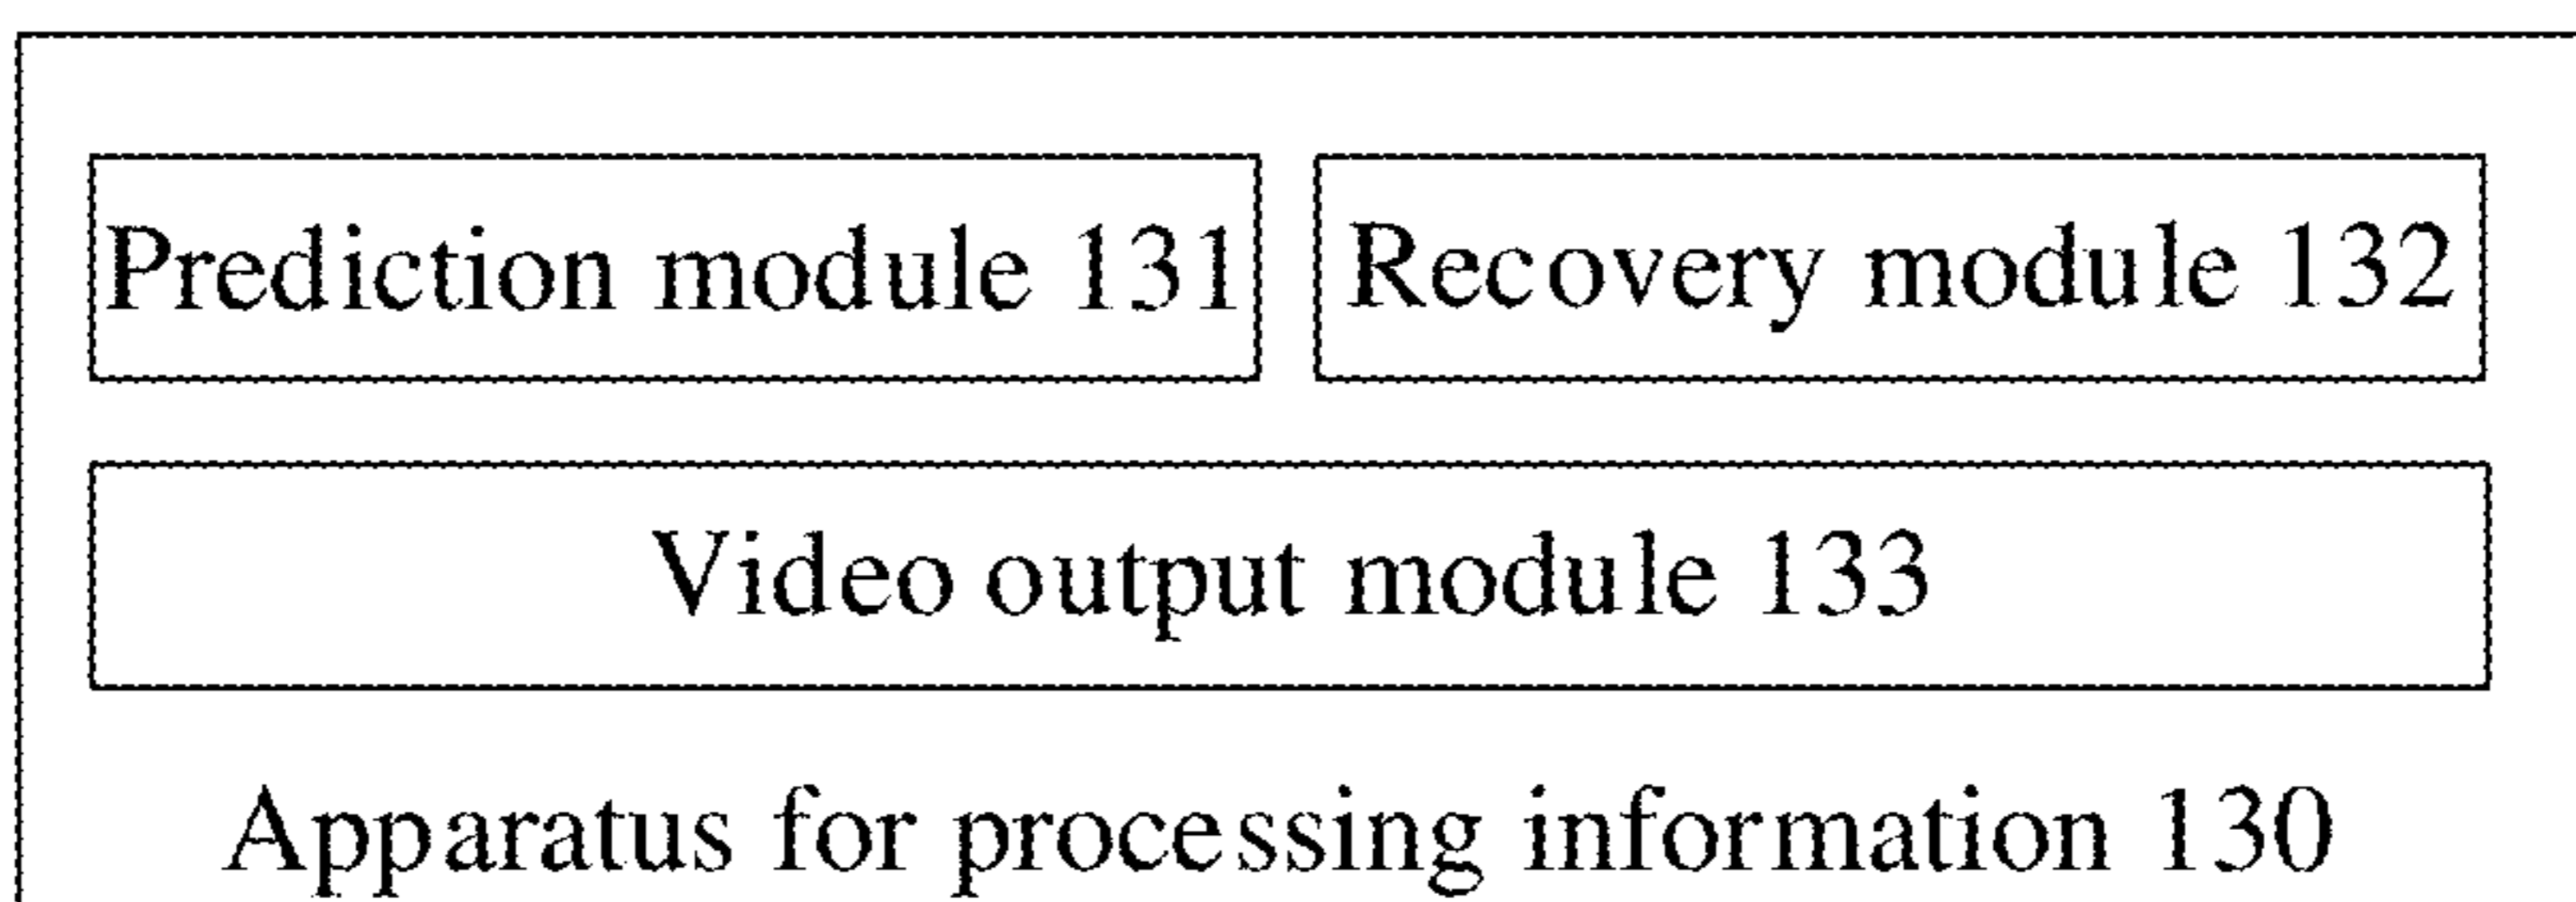 Prediction module 131 Recovery module 132
Video output module 133
Apparatus for processing information 130